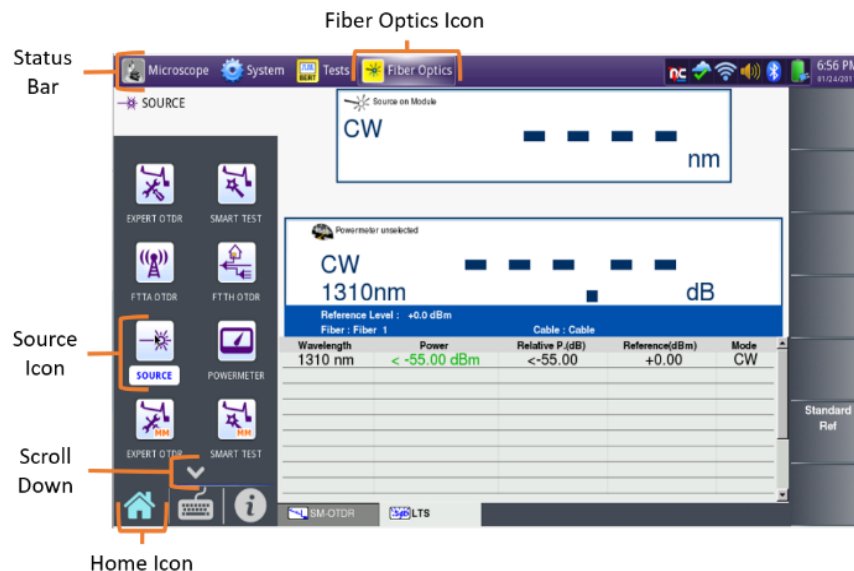 Fiber Optics Icon
Status
Bar
Microscope System Tests Fiber Optics 6:56 PM
SOURCE
Source on Module
CW
nm
EXPERT OTDR SMART TEST
Powermeter unselected
CW
1310nm dB
FTTA OTDR FTTH OTDR
Reference Level : +0.0 dBm
Fiber : Fiber 1 Cable : Cable
Source
Icon
Wavelength Power Relative P.(dB) Reference(dBm) Mode
1310 nm < -55.00 dBm <-55.00 +0.00 CW
SOURCE POWERMETER
Standard
Ref
MM MM
EXPERT OTDR SMART TEST
Scroll
Down
SM-OTDR LTS
Home Icon